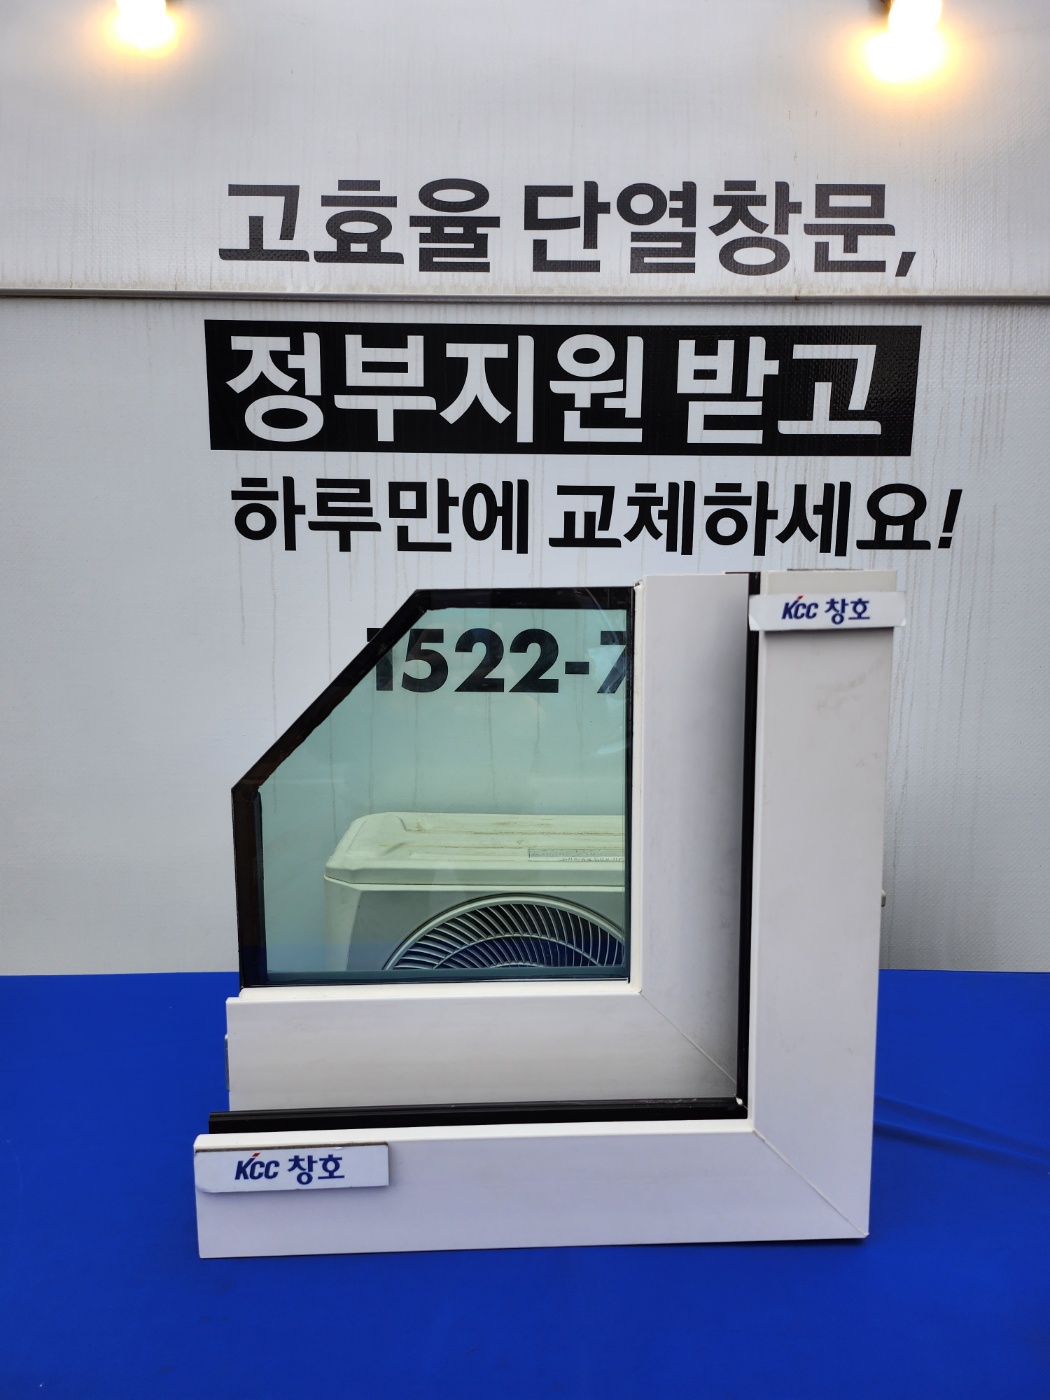 고효율 단열창문,
정부지원 받고
하루만에 교체하세요!
KCC 창호
1522-7
KCC 창호